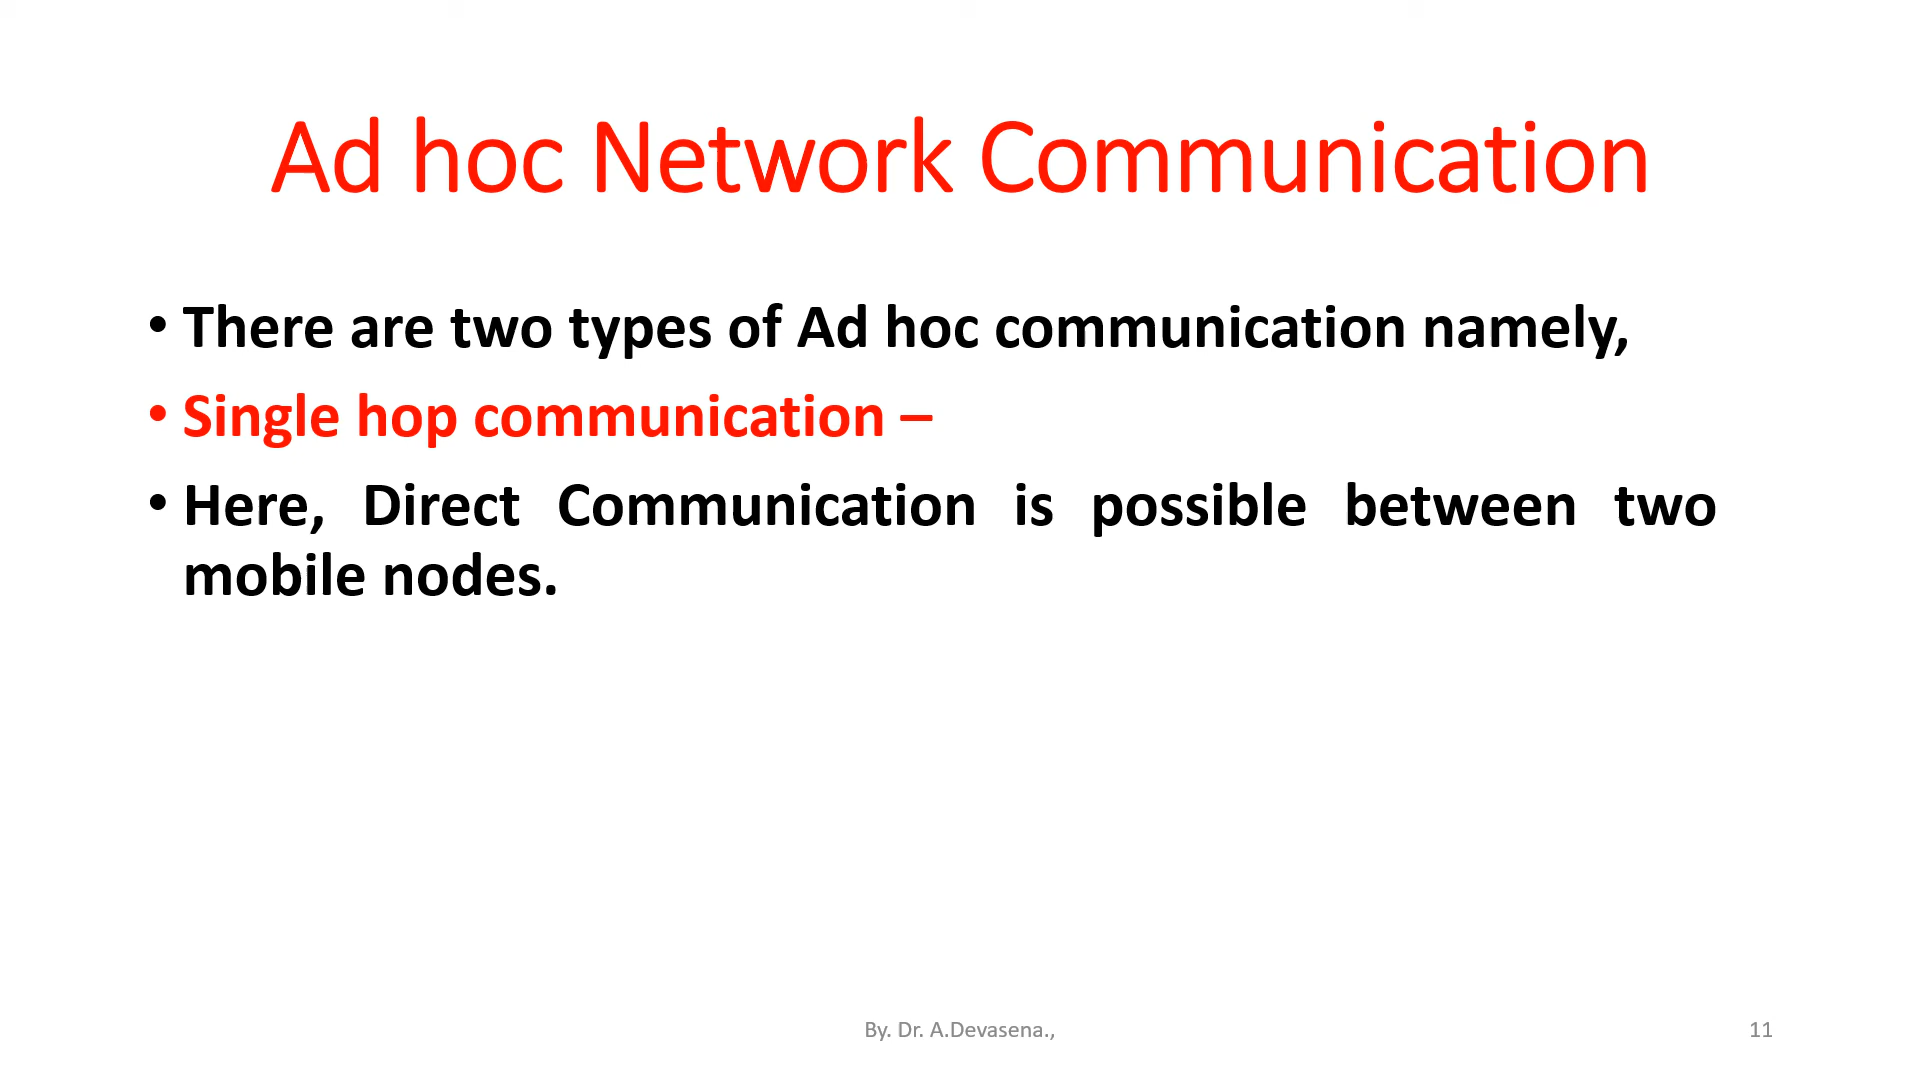 Ad hoc Network Communication
• There are two types of Ad hoc communication namely,
• Single hop communication –
• Here, Direct Communication is possible between two
mobile nodes.
By. Dr. A.Devasena.,
11